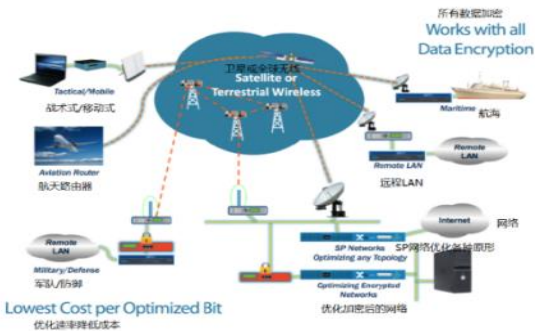 所有数据加密
Works with all
Data Encryption
卫星或全球无线
Satellite or
Terrestrial Wireless
Tactical/Mobile
战术式/移动式
Maritime
航海
Aviation Router
航天路由器
Remote LAN
远程LAN
Remote
LAN
Internet
网络
SP Networks
Optimizing any Topology
SP网络优化各种原形
Remote
LAN
Military/Defense
军队/防御
Optimizing Encrypted
Networks
优化加密后的网络
Lowest Cost per Optimized Bit
优化速率降低成本